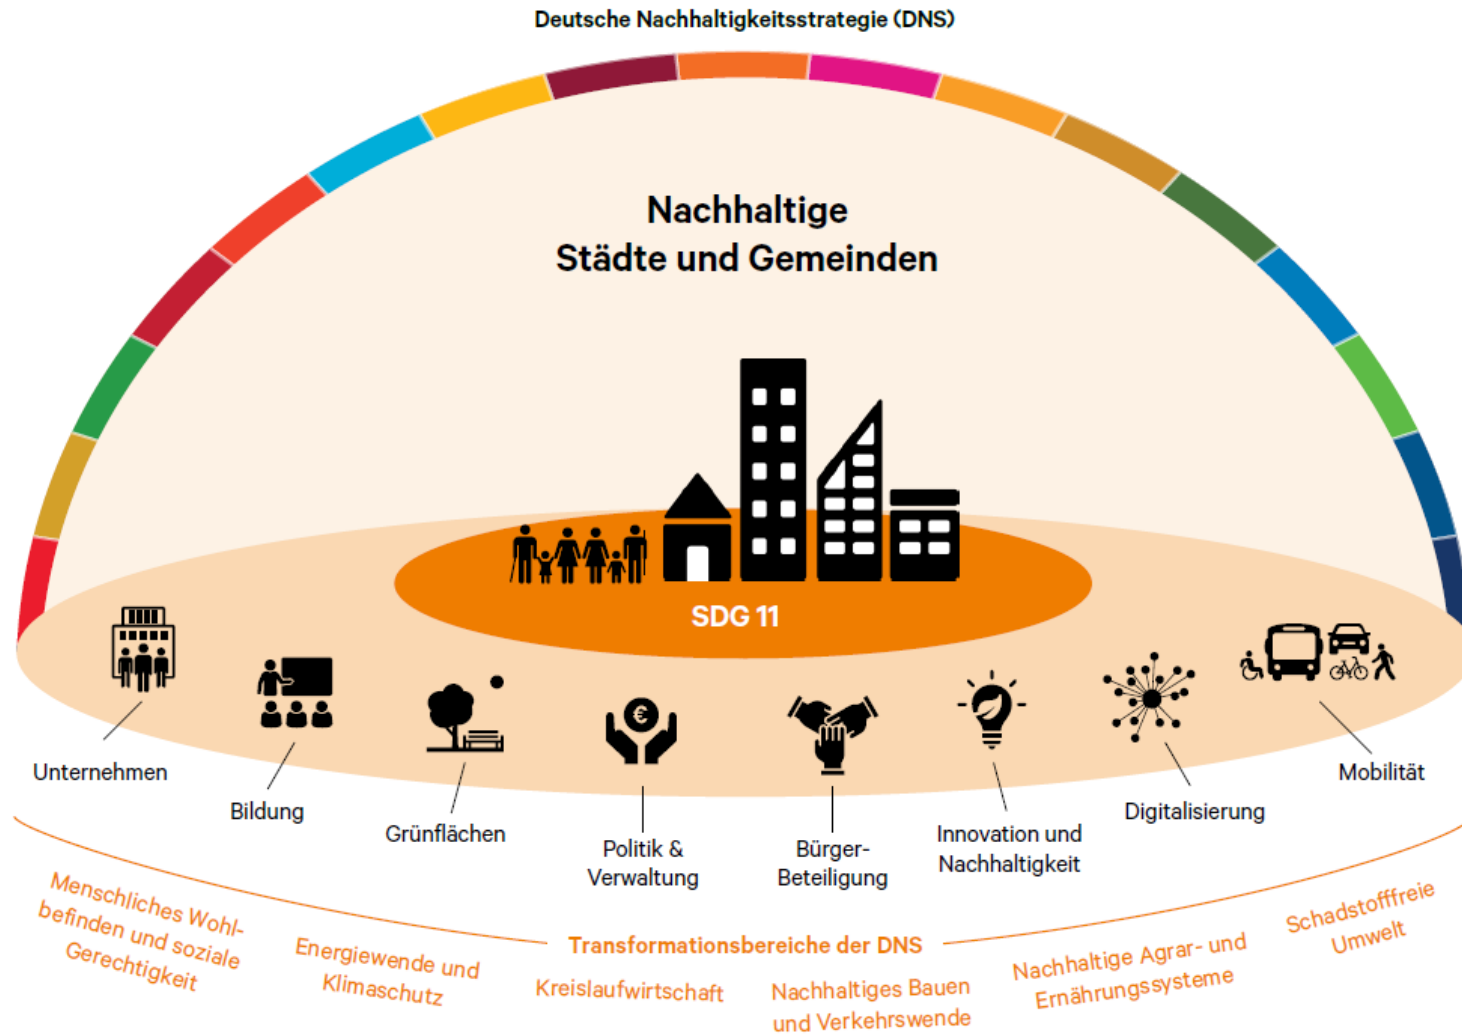 Deutsche Nachhaltigkeitsstrategie (DNS)
Nachhaltige
Städte und Gemeinden
SDG 11
€
Unternehmen
Bildung
Grünflächen
Politik &
Verwaltung
Bürger-
Beteiligung
Innovation und
Nachhaltigkeit
Digitalisierung
Mobilität
Transformationsbereiche der DNS
Menschliches Wohl-
befinden und soziale
Gerechtigkeit
Energiewende und
Klimaschutz
Kreislaufwirtschaft
Nachhaltiges Bauen
und Verkehrswende
Nachhaltige Agrar- und
Ernährungssysteme
Schadstofffreie
Umwelt